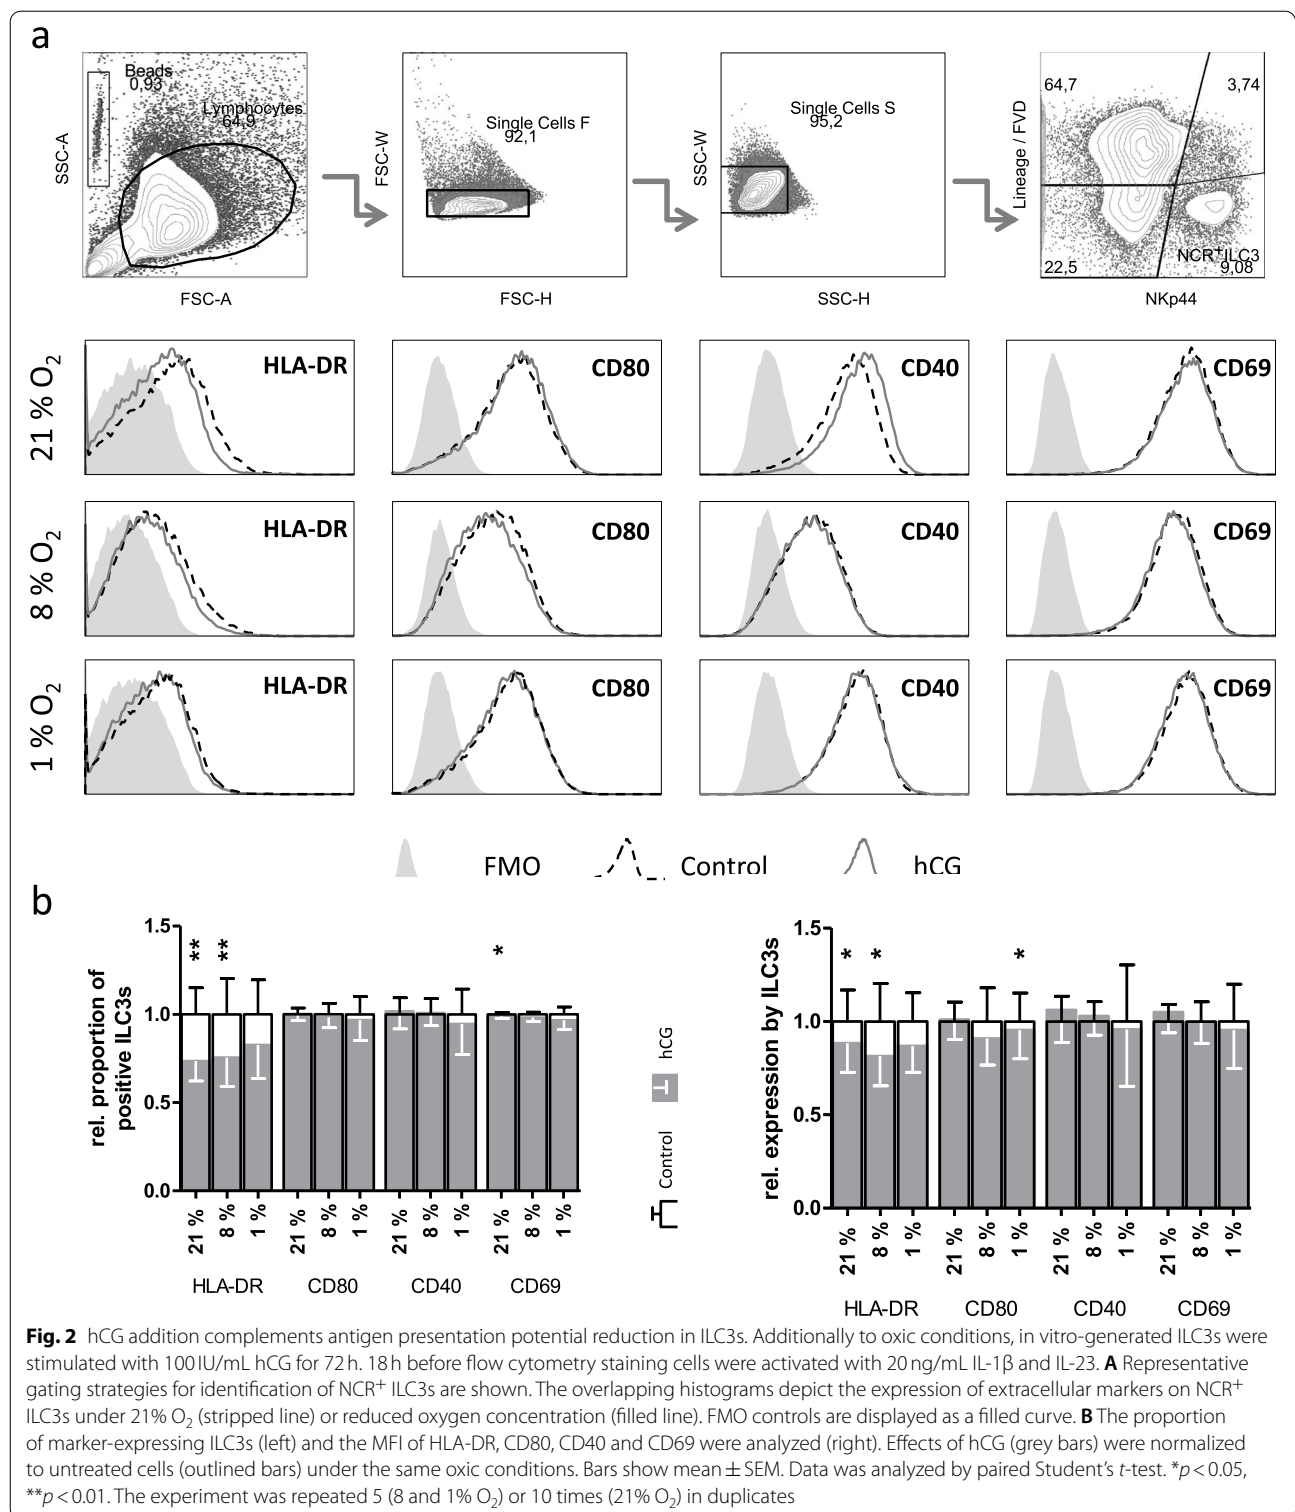 a
Beads
0,93
Lymphocytes
64,9
SSC-A
FSC-A
Single Cells F
92,1
FSC-W
FSC-H
Single Cells S
95,2
SSC-W
SSC-H
64,7
3,74
22,5
NCR+ILC3
9,08
Lineage / FVD
NKp44
21 % O2
HLA-DR
CD80
CD40
CD69
8 % O2
HLA-DR
CD80
CD40
CD69
1 % O2
HLA-DR
CD80
CD40
CD69
FMO
Control
hCG
b
rel. proportion of
positive ILC3s
1.5
1.0
0.5
0.0
**
**
*
21 %
8 %
1 %
21 %
8 %
1 %
21 %
8 %
1 %
21 %
8 %
1 %
HLA-DR
CD80
CD40
CD69
hCG
Control
rel. expression by ILC3s
1.5
1.0
0.5
0.0
*
*
*
21 %
8 %
1 %
21 %
8 %
1 %
21 %
8 %
1 %
21 %
8 %
1 %
HLA-DR
CD80
CD40
CD69
Fig. 2 hCG addition complements antigen presentation potential reduction in ILC3s. Additionally to oxic conditions, in vitro-generated ILC3s were
stimulated with 100 IU/mL hCG for 72 h. 18 h before flow cytometry staining cells were activated with 20 ng/mL IL-1β and IL-23. A Representative
gating strategies for identification of NCR+ ILC3s are shown. The overlapping histograms depict the expression of extracellular markers on NCR+
ILC3s under 21% O2 (stripped line) or reduced oxygen concentration (filled line). FMO controls are displayed as a filled curve. B The proportion
of marker-expressing ILC3s (left) and the MFI of HLA-DR, CD80, CD40 and CD69 were analyzed (right). Effects of hCG (grey bars) were normalized
to untreated cells (outlined bars) under the same oxic conditions. Bars show mean ± SEM. Data was analyzed by paired Student's t-test. *p < 0.05,
**p < 0.01. The experiment was repeated 5 (8 and 1% O2) or 10 times (21% O2) in duplicates